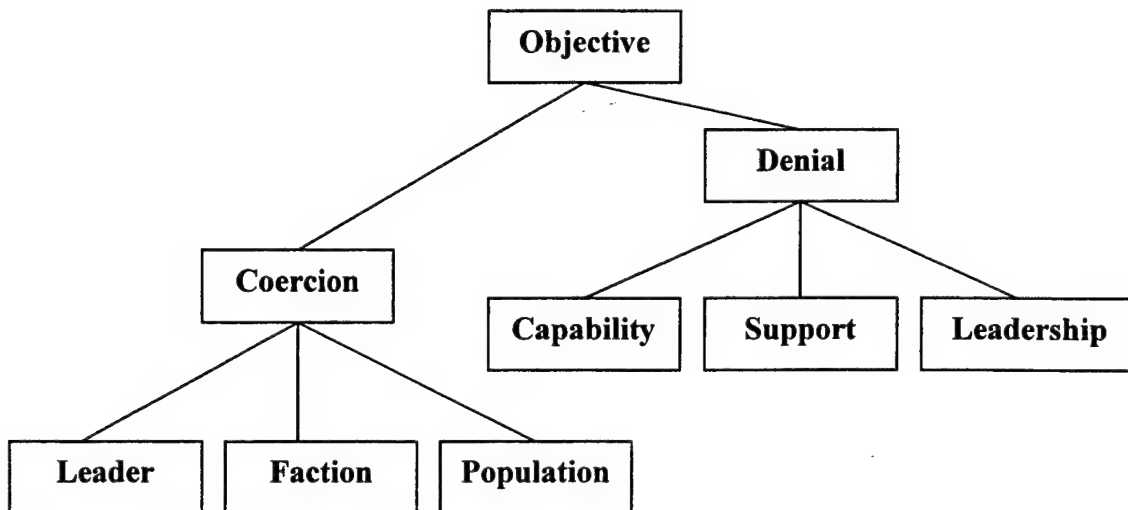 Objective
Denial
Coercion
Capability
Support
Leadership
Leader
Faction
Population